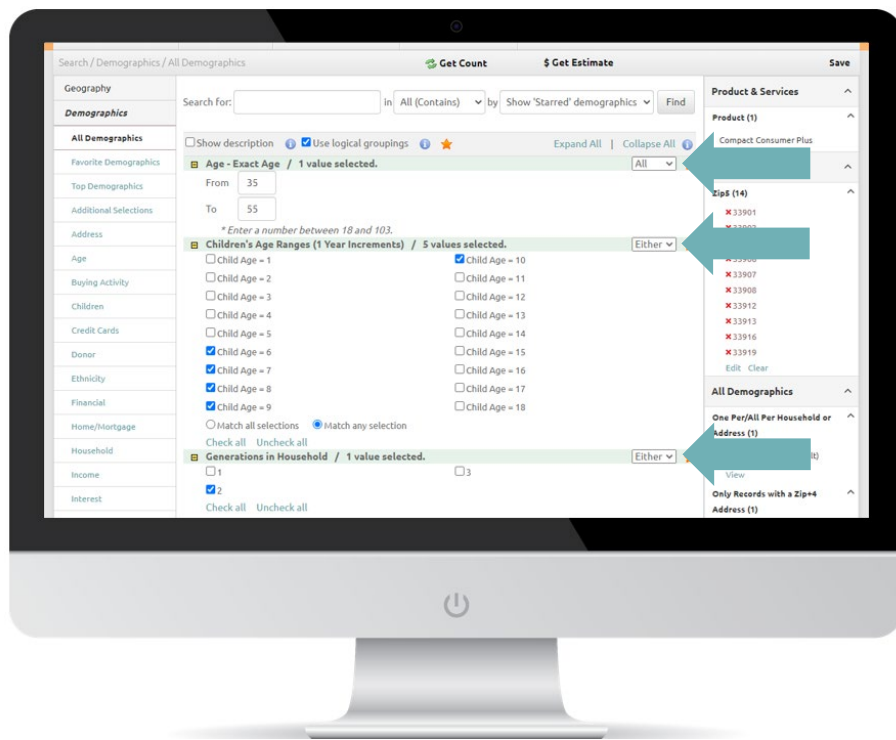 Search / Demographics / All Demographics
Get Count
$ Get Estimate
Save
Geography
Demographics
All Demographics
Favorite Demographics
Top Demographics
Additional Selections
Address
Age
Buying Activity
Children
Credit Cards
Donor
Ethnicity
Financial
Home/Mortgage
Household
Income
Interest
Search for: in All (Contains) by Show 'Starred' demographics Find
Show description Use logical groupings Expand All | Collapse All
Age - Exact Age / 1 value selected. All
From 35
To 55
* Enter a number between 18 and 103.
Children's Age Ranges (1 Year Increments) / 5 values selected. Either
Child Age = 1 Child Age = 10
Child Age = 2 Child Age = 11
Child Age = 3 Child Age = 12
Child Age = 4 Child Age = 13
Child Age = 5 Child Age = 14
Child Age = 6 Child Age = 15
Child Age = 7 Child Age = 16
Child Age = 8 Child Age = 17
Child Age = 9 Child Age = 18
Match all selections Match any selection
Check all Uncheck all
Generations in Household / 1 value selected. Either
1 3
2
Check all Uncheck all
Product & Services
Product (1)
Compact Consumer Plus
Zip5 (14)
33901
33907
33908
33912
33913
33916
33919
Edit Clear
All Demographics
One Per/All Per Household or
Address (1)
View
Only Records with a Zip+4
Address (1)